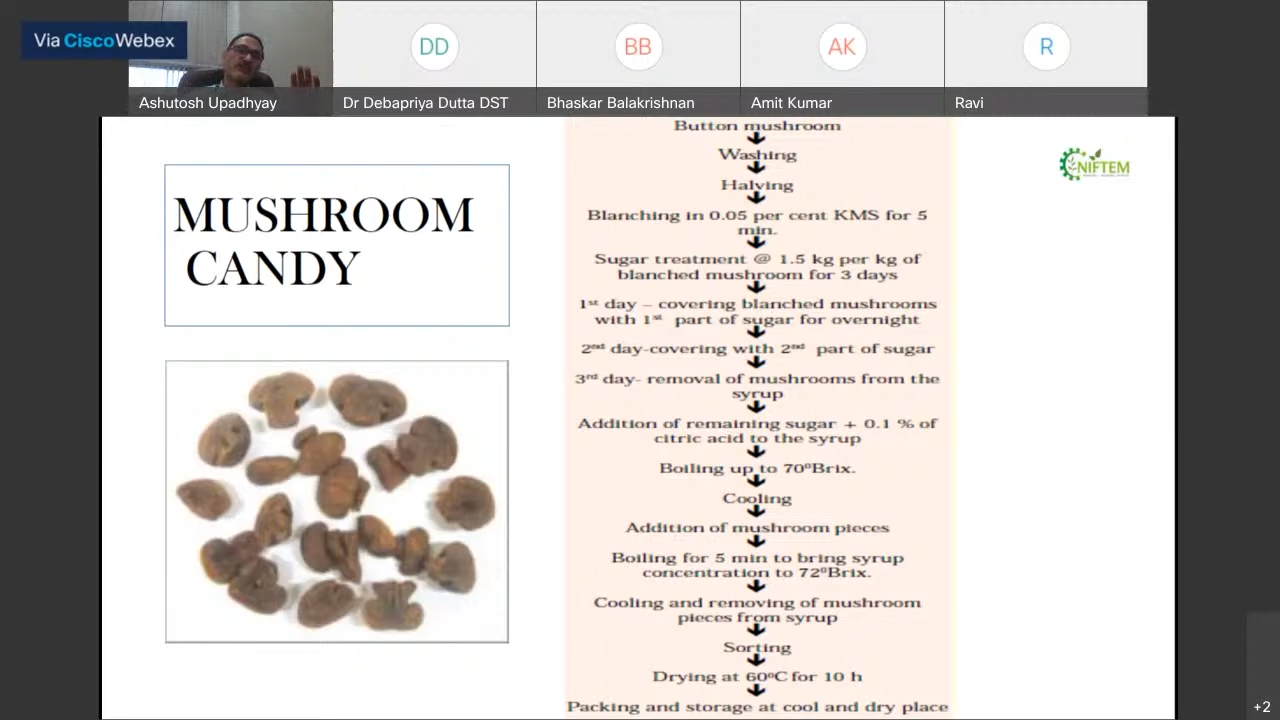 Via Cisco Webex
DD
BB
AK
R
Ashutosh Upadhyay
Dr Debapriya Dutta DST
Bhaskar Balakrishnan
Amit Kumar
Ravi
NIFTEM
MUSHROOM
CANDY
Button mushroom
Washing
Halving
Blanching in 0.05 per cent KMS for 5
min.
Sugar treatment @ 1.5 kg per kg of
blanched mushroom for 3 days
1st day – covering blanched mushrooms
with 1st part of sugar for overnight
2nd day-covering with 2nd part of sugar
3rd day- removal of mushrooms from the
syrup
Addition of remaining sugar + 0.1 % of
citric acid to the syrup
Boiling up to 70⁰Brix.
Cooling
Addition of mushroom pieces
Boiling for 5 min to bring syrup
concentration to 72⁰Brix.
Cooling and removing of mushroom
pieces from syrup
Sorting
Drying at 60⁰C for 10 h
Packing and storage at cool and dry place
+2